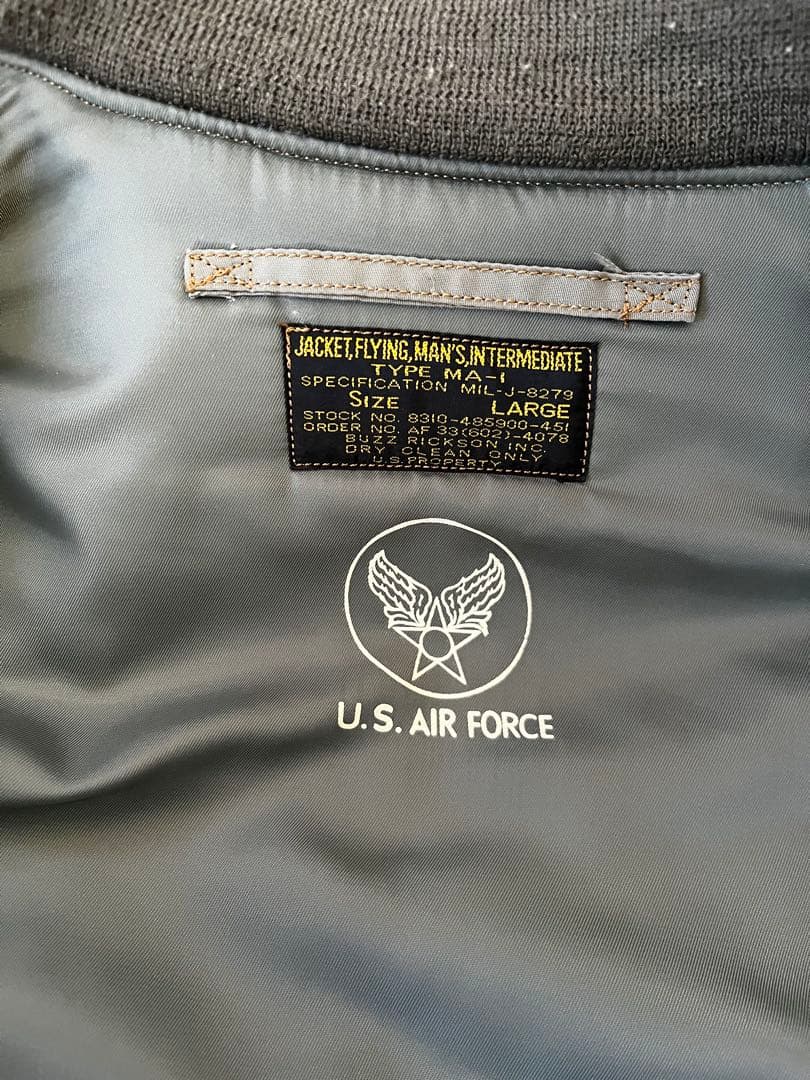 JACKET,FLYING,MAN'S,INTERMEDIATE
TYPE MA-1
SPECIFICATION MIL-J-8279
SIZE LARGE
STOCK NO. 8310-485900-451
ORDER NO. AF 33(602)-4078
BUZZ RICKSON INC.
DRY CLEAN ONLY
U.S. PROPERTY
U.S. AIR FORCE